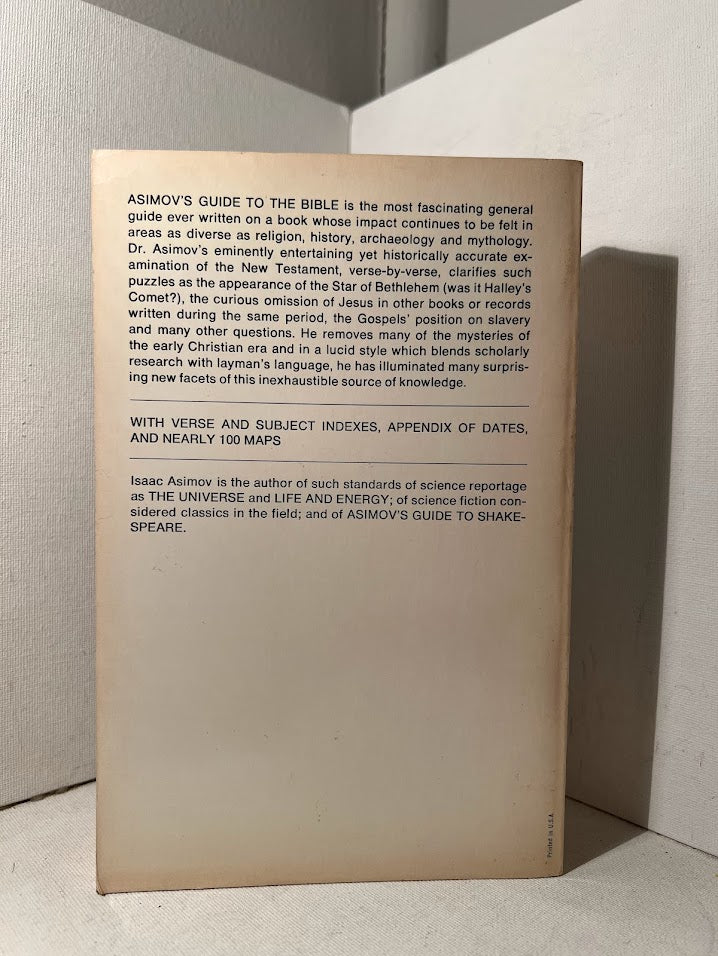 ASIMOV'S GUIDE TO THE BIBLE is the most fascinating general
guide ever written on a book whose impact continues to be felt in
areas as diverse as religion, history, archaeology and mythology.
Dr. Asimov's eminently entertaining yet historically accurate ex-
amination of the New Testament, verse-by-verse, clarifies such
puzzles as the appearance of the Star of Bethlehem (was it Halley's
Comet?), the curious omission of Jesus in other books or records
written during the same period, the Gospels' position on slavery
and many other questions. He removes many of the mysteries of
the early Christian era and in a lucid style which blends scholarly
research with layman's language, he has illuminated many surpris-
ing new facets of this inexhaustible source of knowledge.
WITH VERSE AND SUBJECT INDEXES, APPENDIX OF DATES,
AND NEARLY 100 MAPS
Isaac Asimov is the author of such standards of science reportage
as THE UNIVERSE and LIFE AND ENERGY; of science fiction con-
sidered classics in the field; and of ASIMOV'S GUIDE TO SHAKE-
SPEARE.
Printed in U.S.A.